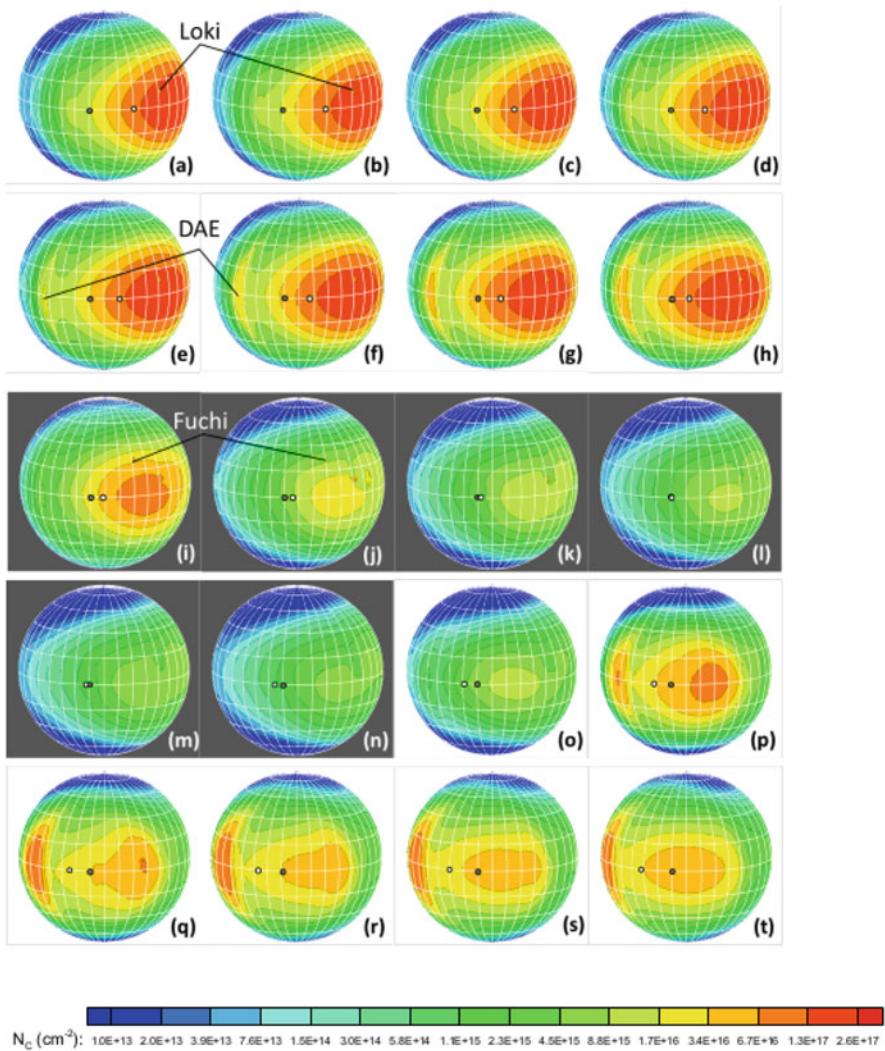 Loki
(a) (b) (c) (d)
DAE
(e) (f) (g) (h)
Fuchi
(i) (j) (k) (l)
(m) (n) (o) (p)
(q) (r) (s) (t)
N_C (cm⁻²): 1.0E+13 2.0E+13 3.9E+13 7.6E+13 1.5E+14 3.0E+14 5.8E+14 1.1E+15 2.3E+15 4.5E+15 8.8E+15 1.7E+16 3.4E+16 6.7E+16 1.3E+17 2.6E+17